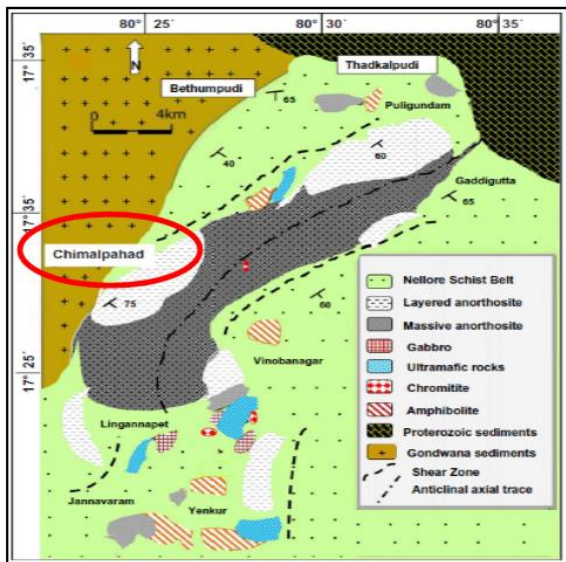 80° 25´
80° 30´
80° 35´
17° 35´
N
Bethumpudi
Thadkalpudi
65
Puligundam
0 4km
40
60
Gaddigutta
65
17° 35´
Chimalpahad
75
60
Vinobanagar
17° 25´
Lingannapet
Jannavaram
Yenkur
Nellore Schist Belt
Layered anorthosite
Massive anorthosite
Gabbro
Ultramafic rocks
Chromitite
Amphibolite
Proterozoic sediments
Gondwana sediments
Shear Zone
Anticlinal axial trace